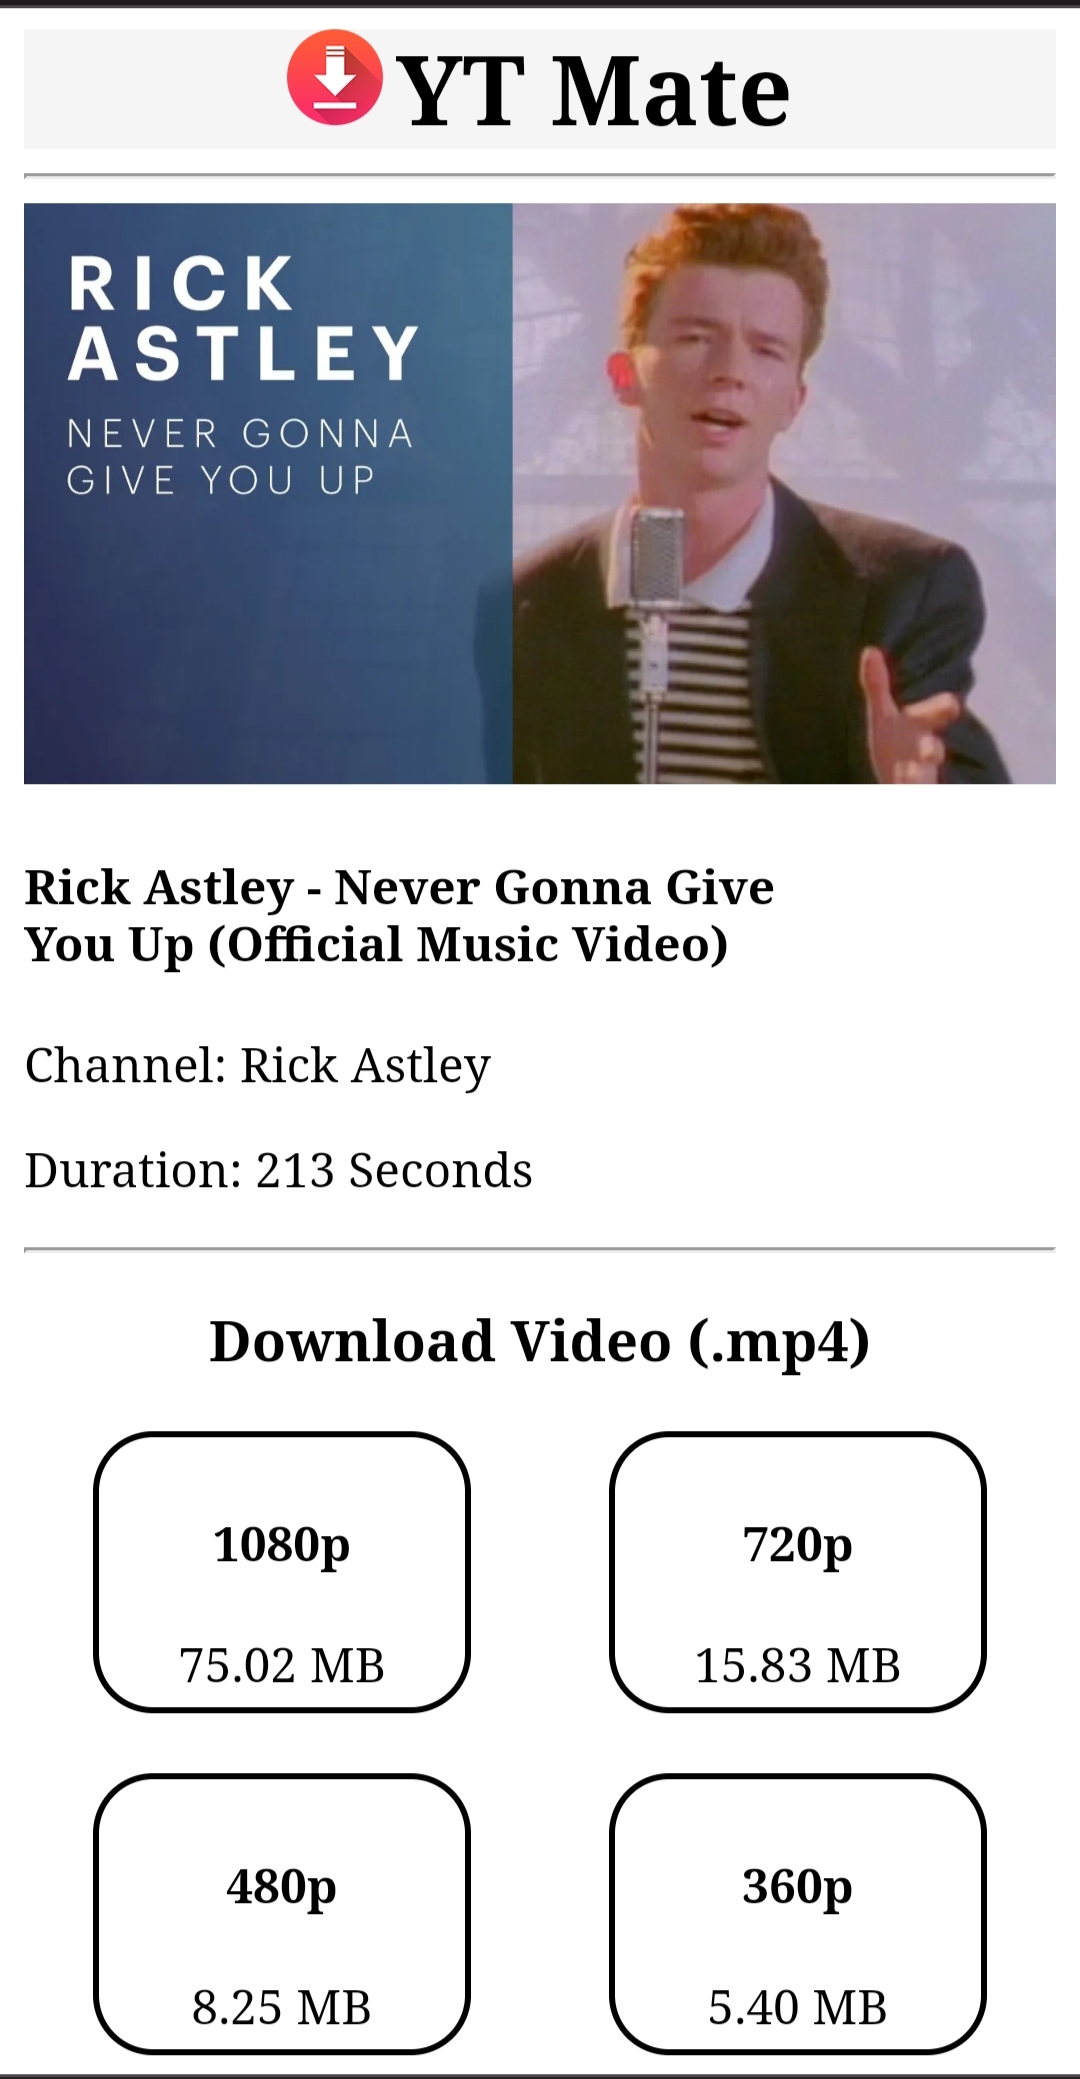 YT Mate
RICK
ASTLEY
NEVER GONNA
GIVE YOU UP
Rick Astley - Never Gonna Give
You Up (Official Music Video)
Channel: Rick Astley
Duration: 213 Seconds
Download Video (.mp4)
1080p
75.02 MB
720p
15.83 MB
480p
8.25 MB
360p
5.40 MB